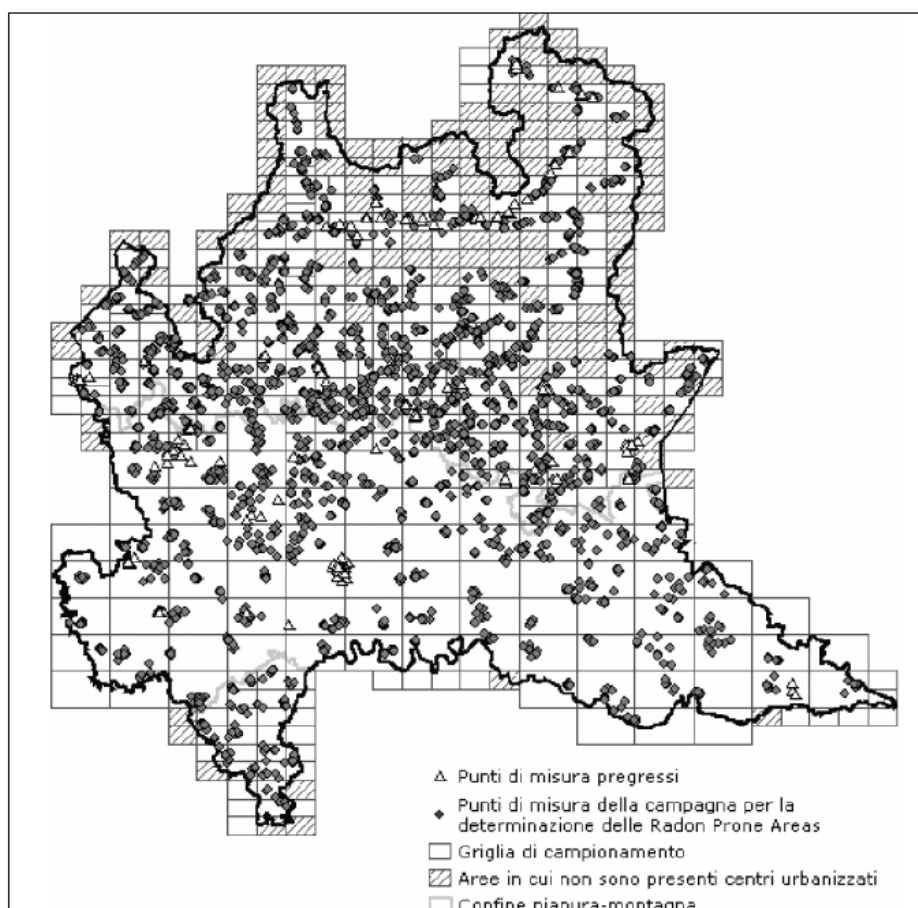 Punti di misura pregressi
Punti di misura della campagna per la
determinazione delle Radon Prone Areas
Griglia di campionamento
Aree in cui non sono presenti centri urbanizzati
Confine pianura-montagna